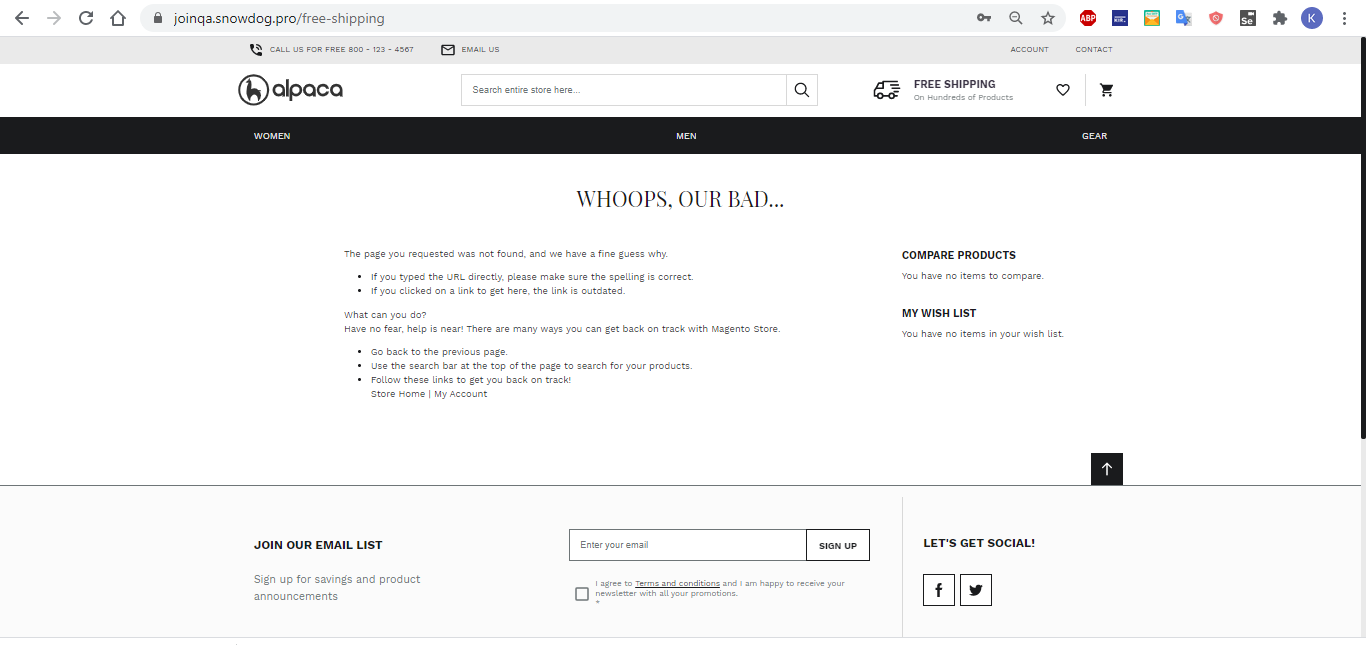 joinqa.snowdog.pro/free-shipping
ABP
Se
K
CALL US FOR FREE 800 - 123 - 4567
EMAIL US
ACCOUNT
CONTACT
alpaca
Search entire store here...
FREE SHIPPING
On Hundreds of Products
WOMEN
MEN
GEAR
WHOOPS, OUR BAD...
The page you requested was not found, and we have a fine guess why.
• If you typed the URL directly, please make sure the spelling is correct.
• If you clicked on a link to get here, the link is outdated.
What can you do?
Have no fear, help is near! There are many ways you can get back on track with Magento Store.
• Go back to the previous page.
• Use the search bar at the top of the page to search for your products.
• Follow these links to get you back on track!
Store Home | My Account
COMPARE PRODUCTS
You have no items to compare.
MY WISH LIST
You have no items in your wish list.
JOIN OUR EMAIL LIST
Sign up for savings and product
announcements
Enter your email
SIGN UP
I agree to Terms and conditions and I am happy to receive your
newsletter with all your promotions.
*
LET'S GET SOCIAL!
f